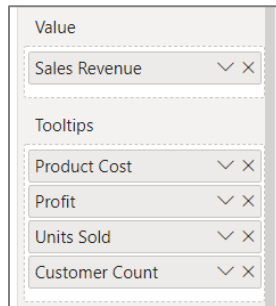 Value
Sales Revenue
Tooltips
Product Cost
Profit
Units Sold
Customer Count